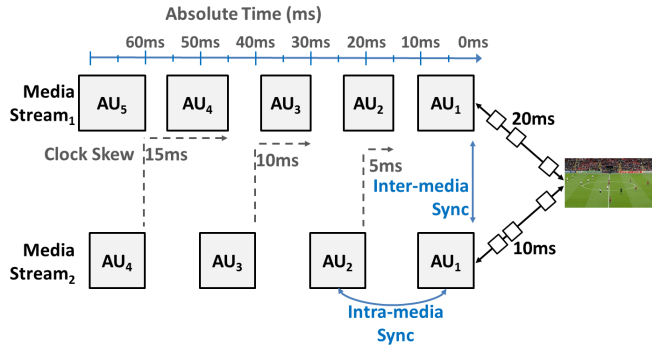 Absolute Time (ms)
60ms 50ms 40ms 30ms 20ms 10ms 0ms
Media
Stream₁
AU₅ AU₄ AU₃ AU₂ AU₁
20ms
Clock Skew 15ms 10ms 5ms
Inter-media
Sync
Media
Stream₂
AU₄ AU₃ AU₂ AU₁
10ms
Intra-media
Sync